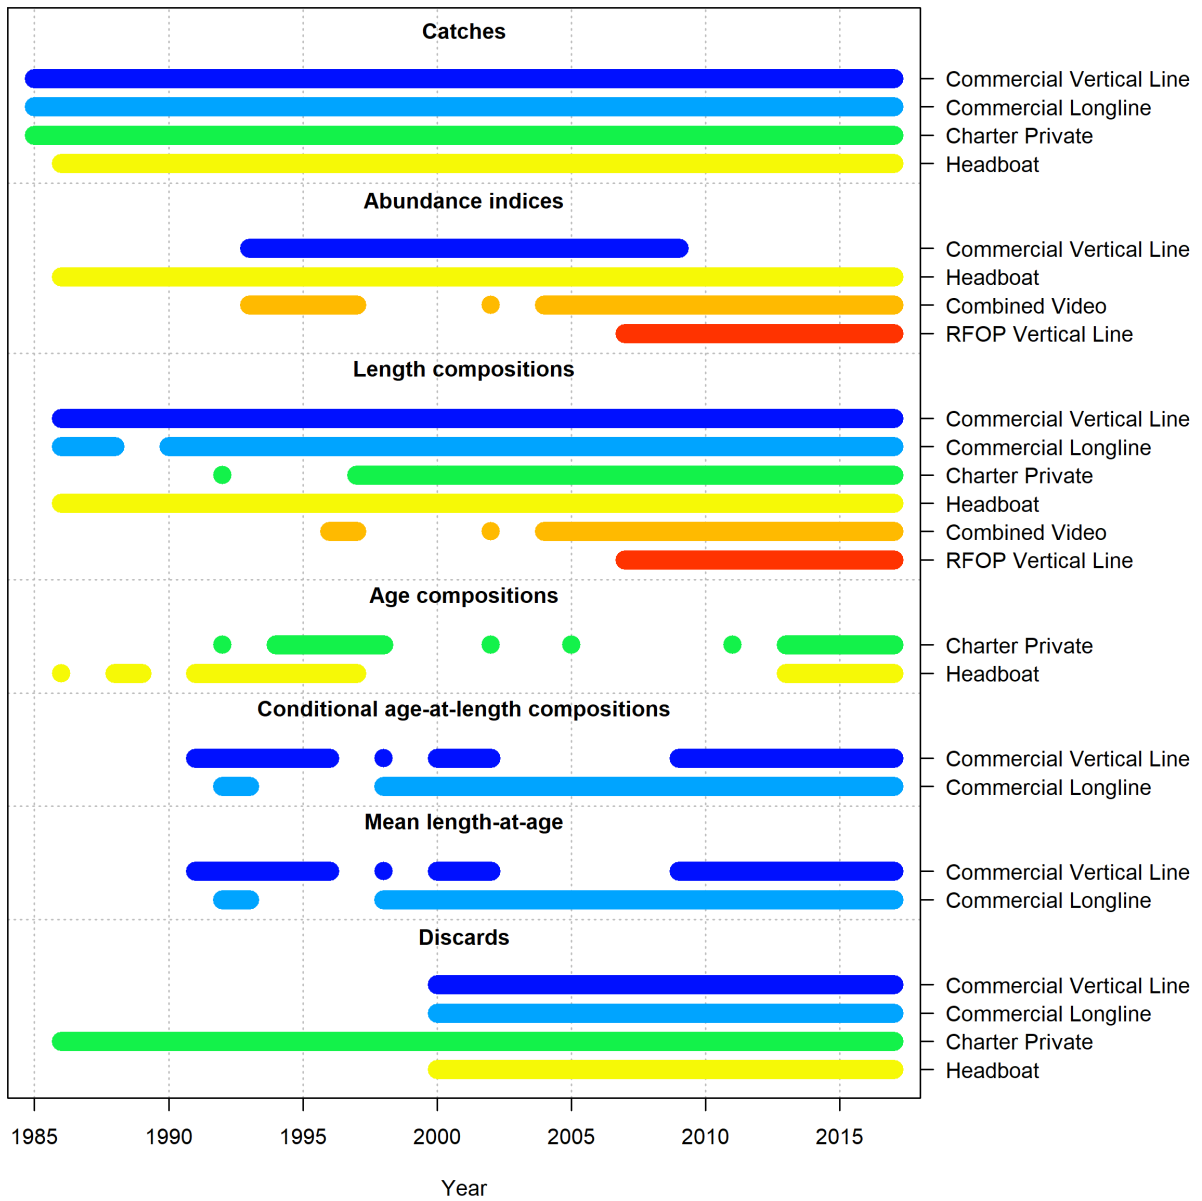 Catches
Commercial Vertical Line
Commercial Longline
Charter Private
Headboat
Abundance indices
Commercial Vertical Line
Headboat
Combined Video
RFOP Vertical Line
Length compositions
Commercial Vertical Line
Commercial Longline
Charter Private
Headboat
Combined Video
RFOP Vertical Line
Age compositions
Charter Private
Headboat
Conditional age-at-length compositions
Commercial Vertical Line
Commercial Longline
Mean length-at-age
Commercial Vertical Line
Commercial Longline
Discards
Commercial Vertical Line
Commercial Longline
Charter Private
Headboat
1985 1990 1995 2000 2005 2010 2015
Year